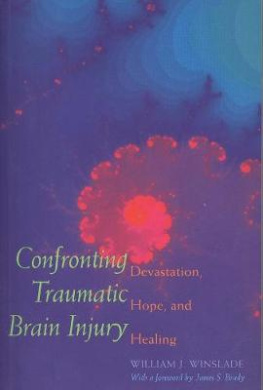 Confronting
Traumatic
Brain Injury
Devastation,
Hope, and
Healing
WILLIAM J. WINSLADE
With a foreword by James S. Brady